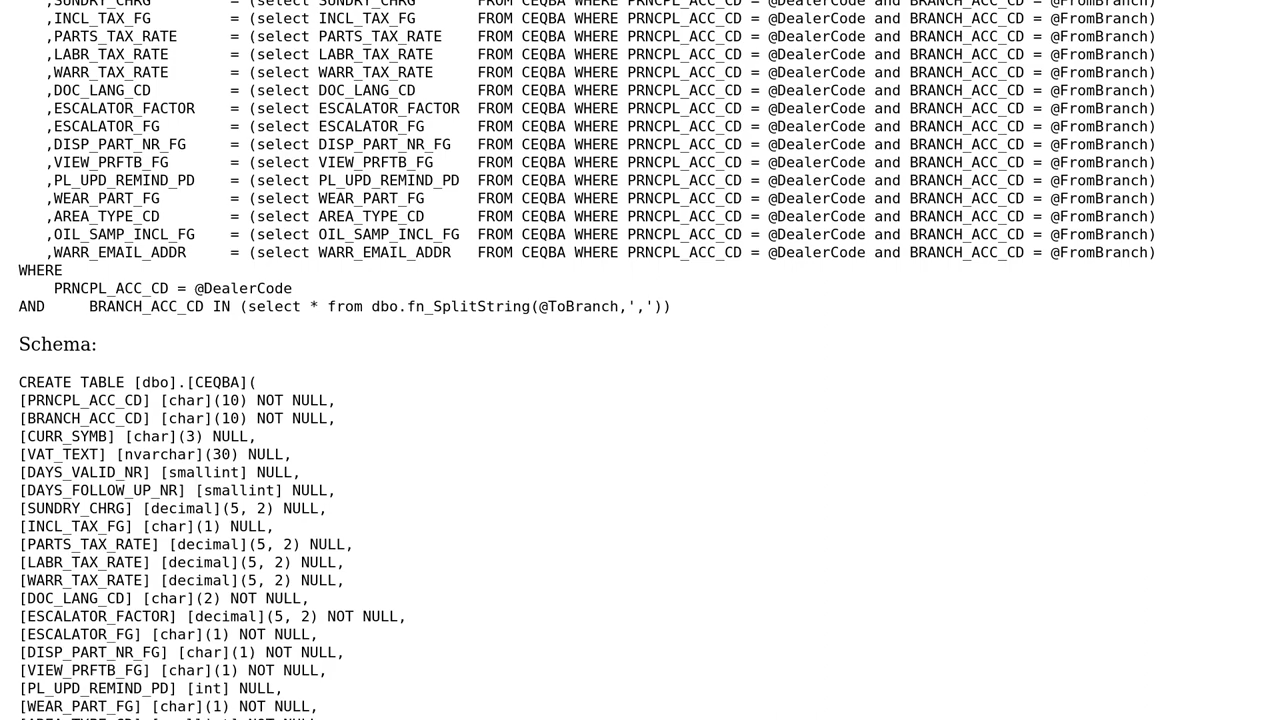 ,SUNDRY_CHRG = (select SUNDRY_CHRG FROM CEQBA WHERE PRNCPL_ACC_CD = @DealerCode and BRANCH_ACC_CD = @FromBranch)
,INCL_TAX_FG = (select INCL_TAX_FG FROM CEQBA WHERE PRNCPL_ACC_CD = @DealerCode and BRANCH_ACC_CD = @FromBranch)
,PARTS_TAX_RATE = (select PARTS_TAX_RATE FROM CEQBA WHERE PRNCPL_ACC_CD = @DealerCode and BRANCH_ACC_CD = @FromBranch)
,LABR_TAX_RATE = (select LABR_TAX_RATE FROM CEQBA WHERE PRNCPL_ACC_CD = @DealerCode and BRANCH_ACC_CD = @FromBranch)
,WARR_TAX_RATE = (select WARR_TAX_RATE FROM CEQBA WHERE PRNCPL_ACC_CD = @DealerCode and BRANCH_ACC_CD = @FromBranch)
,DOC_LANG_CD = (select DOC_LANG_CD FROM CEQBA WHERE PRNCPL_ACC_CD = @DealerCode and BRANCH_ACC_CD = @FromBranch)
,ESCALATOR_FACTOR = (select ESCALATOR_FACTOR FROM CEQBA WHERE PRNCPL_ACC_CD = @DealerCode and BRANCH_ACC_CD = @FromBranch)
,ESCALATOR_FG = (select ESCALATOR_FG FROM CEQBA WHERE PRNCPL_ACC_CD = @DealerCode and BRANCH_ACC_CD = @FromBranch)
,DISP_PART_NR_FG = (select DISP_PART_NR_FG FROM CEQBA WHERE PRNCPL_ACC_CD = @DealerCode and BRANCH_ACC_CD = @FromBranch)
,VIEW_PRFTB_FG = (select VIEW_PRFTB_FG FROM CEQBA WHERE PRNCPL_ACC_CD = @DealerCode and BRANCH_ACC_CD = @FromBranch)
,PL_UPD_REMIND_PD = (select PL_UPD_REMIND_PD FROM CEQBA WHERE PRNCPL_ACC_CD = @DealerCode and BRANCH_ACC_CD = @FromBranch)
,WEAR_PART_FG = (select WEAR_PART_FG FROM CEQBA WHERE PRNCPL_ACC_CD = @DealerCode and BRANCH_ACC_CD = @FromBranch)
,AREA_TYPE_CD = (select AREA_TYPE_CD FROM CEQBA WHERE PRNCPL_ACC_CD = @DealerCode and BRANCH_ACC_CD = @FromBranch)
,OIL_SAMP_INCL_FG = (select OIL_SAMP_INCL_FG FROM CEQBA WHERE PRNCPL_ACC_CD = @DealerCode and BRANCH_ACC_CD = @FromBranch)
,WARR_EMAIL_ADDR = (select WARR_EMAIL_ADDR FROM CEQBA WHERE PRNCPL_ACC_CD = @DealerCode and BRANCH_ACC_CD = @FromBranch)
WHERE
PRNCPL_ACC_CD = @DealerCode
AND BRANCH_ACC_CD IN (select * from dbo.fn_SplitString(@ToBranch,','))
Schema:
CREATE TABLE [dbo].[CEQBA](
[PRNCPL_ACC_CD] [char](10) NOT NULL,
[BRANCH_ACC_CD] [char](10) NOT NULL,
[CURR_SYMB] [char](3) NULL,
[VAT_TEXT] [nvarchar](30) NULL,
[DAYS_VALID_NR] [smallint] NULL,
[DAYS_FOLLOW_UP_NR] [smallint] NULL,
[SUNDRY_CHRG] [decimal](5, 2) NULL,
[INCL_TAX_FG] [char](1) NULL,
[PARTS_TAX_RATE] [decimal](5, 2) NULL,
[LABR_TAX_RATE] [decimal](5, 2) NULL,
[WARR_TAX_RATE] [decimal](5, 2) NULL,
[DOC_LANG_CD] [char](2) NOT NULL,
[ESCALATOR_FACTOR] [decimal](5, 2) NOT NULL,
[ESCALATOR_FG] [char](1) NOT NULL,
[DISP_PART_NR_FG] [char](1) NOT NULL,
[VIEW_PRFTB_FG] [char](1) NOT NULL,
[PL_UPD_REMIND_PD] [int] NULL,
[WEAR_PART_FG] [char](1) NOT NULL,